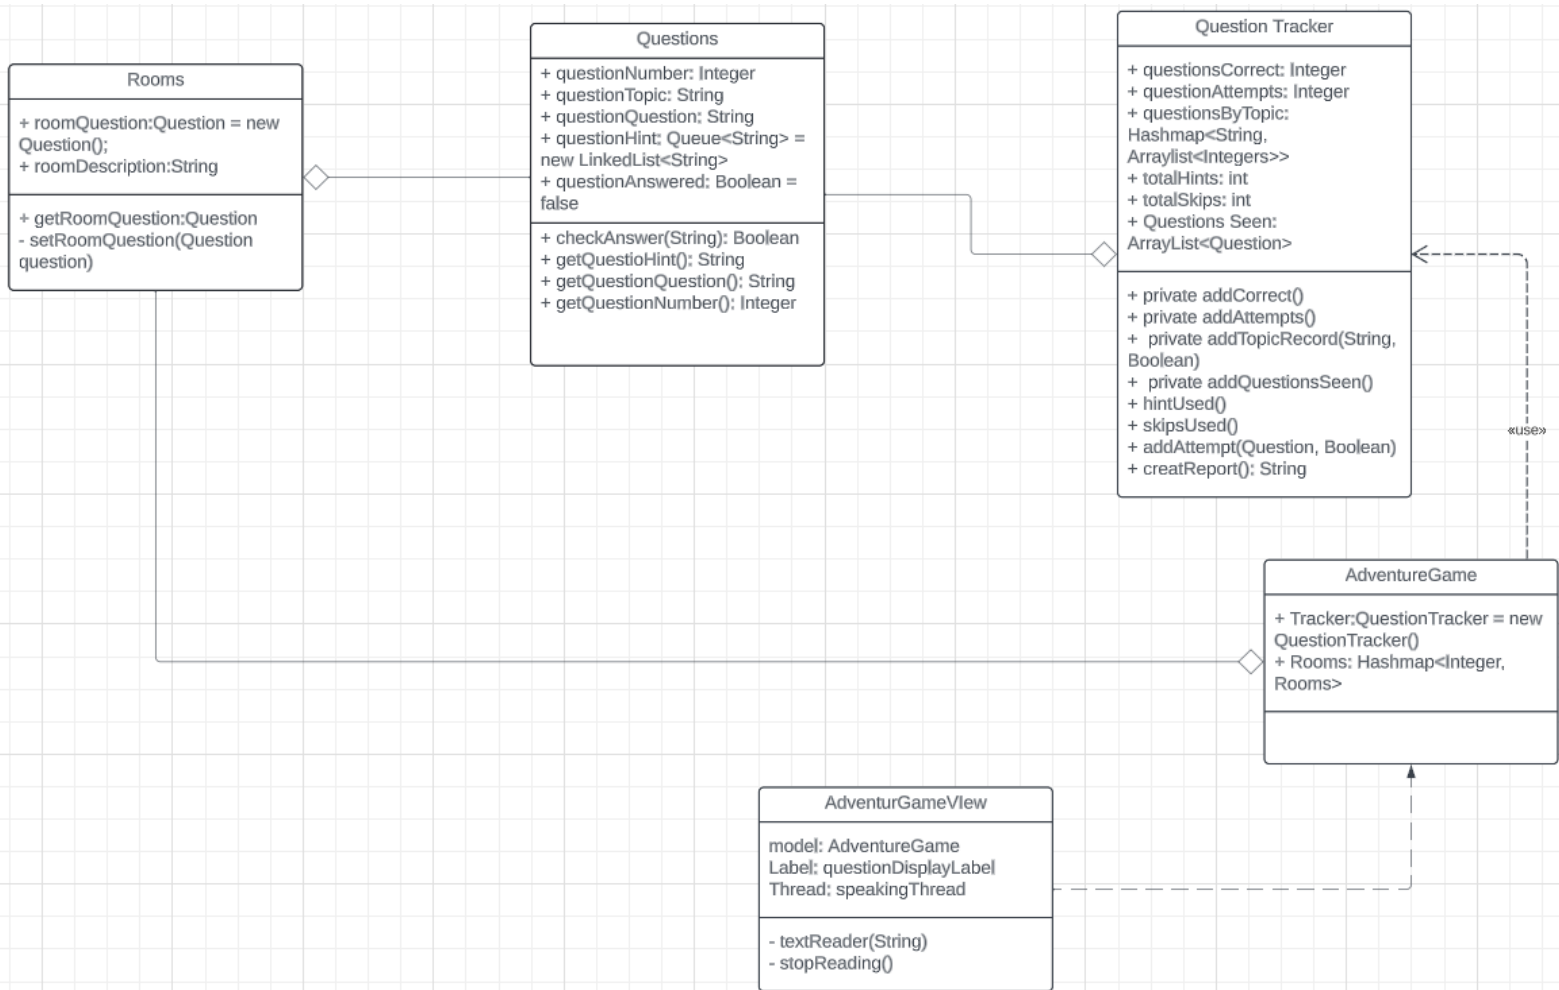 Rooms
+ roomQuestion:Question = new
Question();
+ roomDescription:String
+ getRoomQuestion:Question
- setRoomQuestion(Question
question)
Questions
+ questionNumber: Integer
+ questionTopic: String
+ questionQuestion: String
+ questionHint: Queue<String> =
new LinkedList<String>
+ questionAnswered: Boolean =
false
+ checkAnswer(String): Boolean
+ getQuestioHint(): String
+ getQuestionQuestion(): String
+ getQuestionNumber(): Integer
Question Tracker
+ questionsCorrect: Integer
+ questionAttempts: Integer
+ questionsByTopic:
Hashmap<String,
Arraylist<Integers>>
+ totalHints: int
+ totalSkips: int
+ Questions Seen:
ArrayList<Question>
+ private addCorrect()
+ private addAttempts()
+  private addTopicRecord(String,
Boolean)
+  private addQuestionsSeen()
+ hintUsed()
+ skipsUsed()
+ addAttempt(Question, Boolean)
+ creatReport(): String
«use»
AdventureGame
+ Tracker:QuestionTracker = new
QuestionTracker()
+ Rooms: Hashmap<Integer,
Rooms>
AdventurGameVIew
model: AdventureGame
Label: questionDisplayLabel
Thread: speakingThread
- textReader(String)
- stopReading()